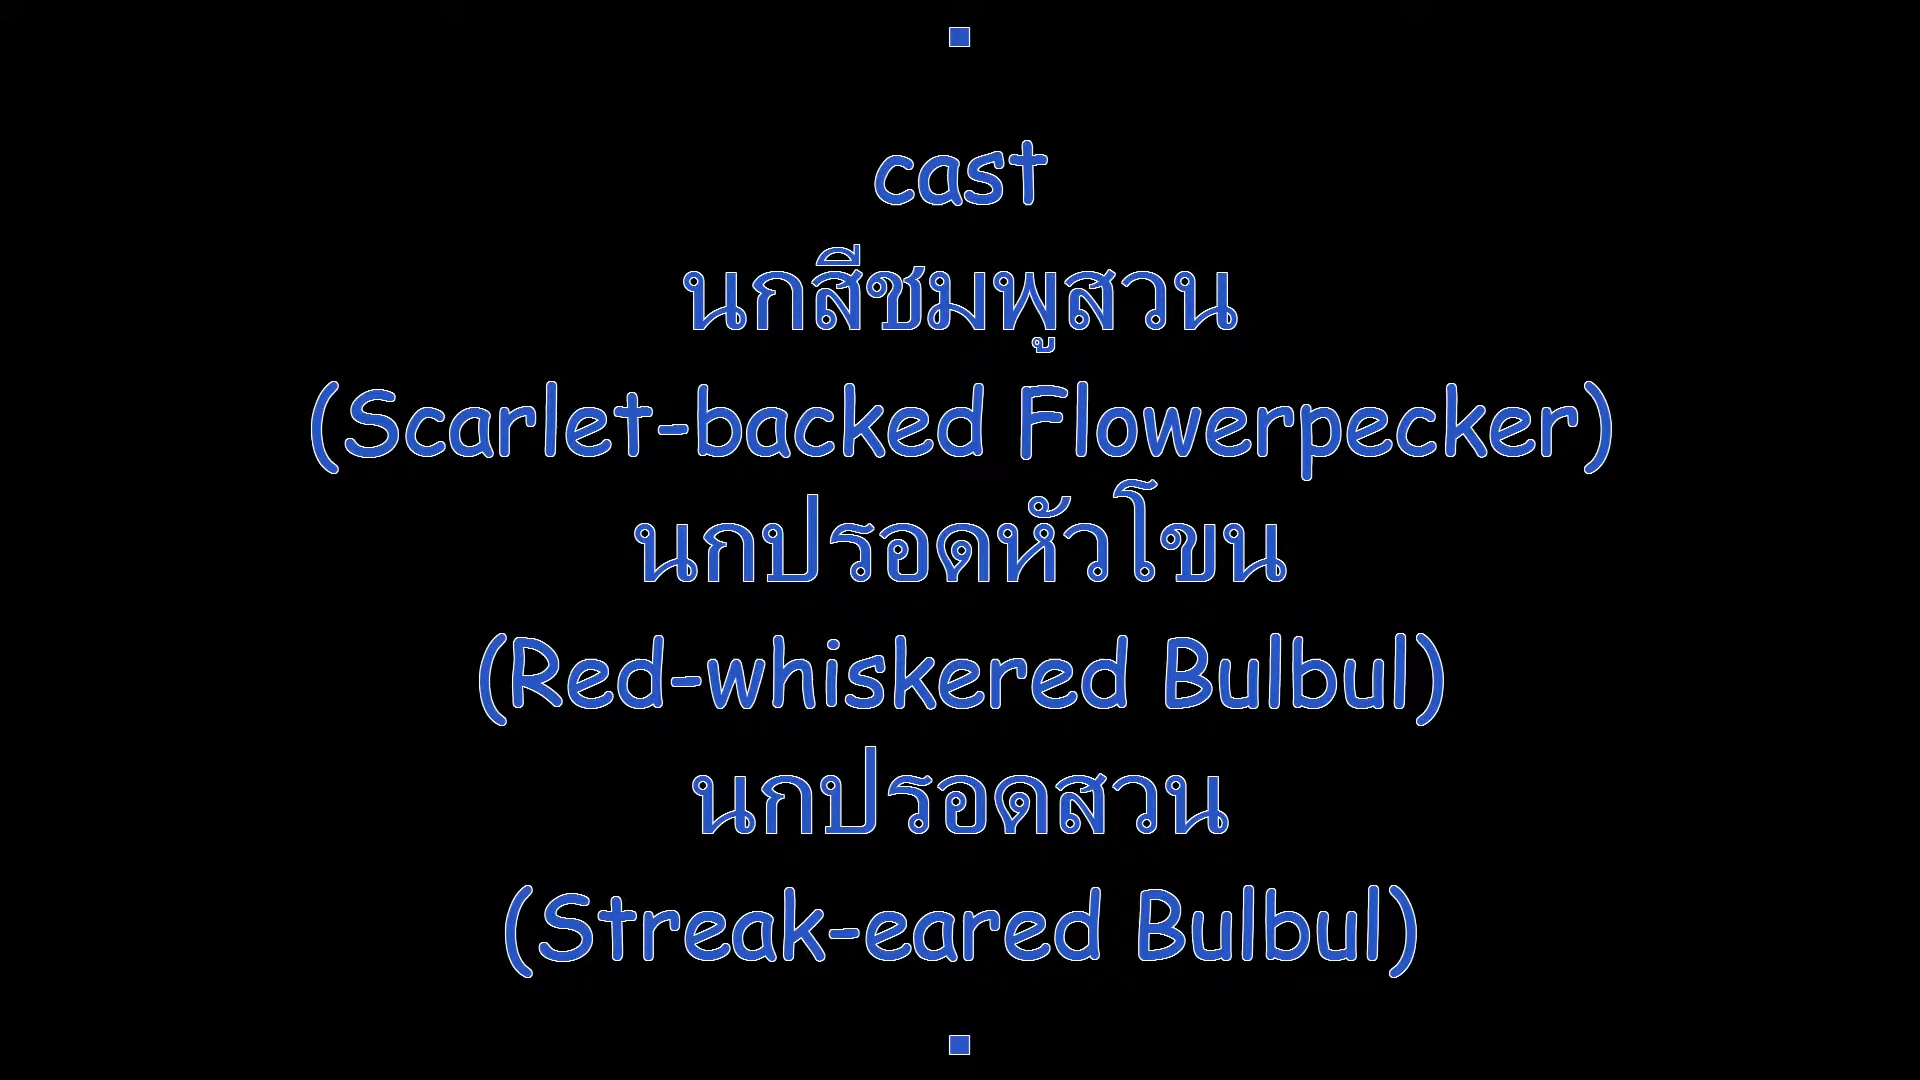 cast
นกสีชมพูสวน
(Scarlet-backed Flowerpecker)
นกปรอดหัวโขน
(Red-whiskered Bulbul)
นกปรอดสวน
(Streak-eared Bulbul)